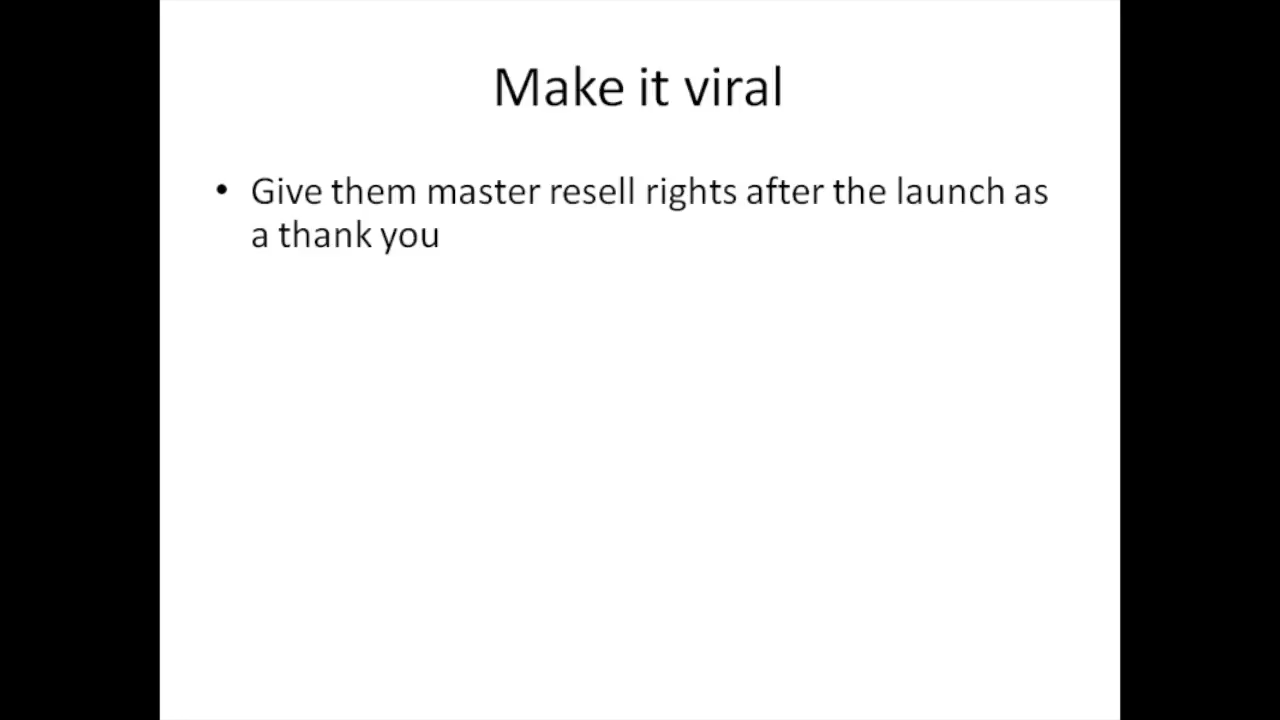 Make it viral
• Give them master resell rights after the launch as
a thank you